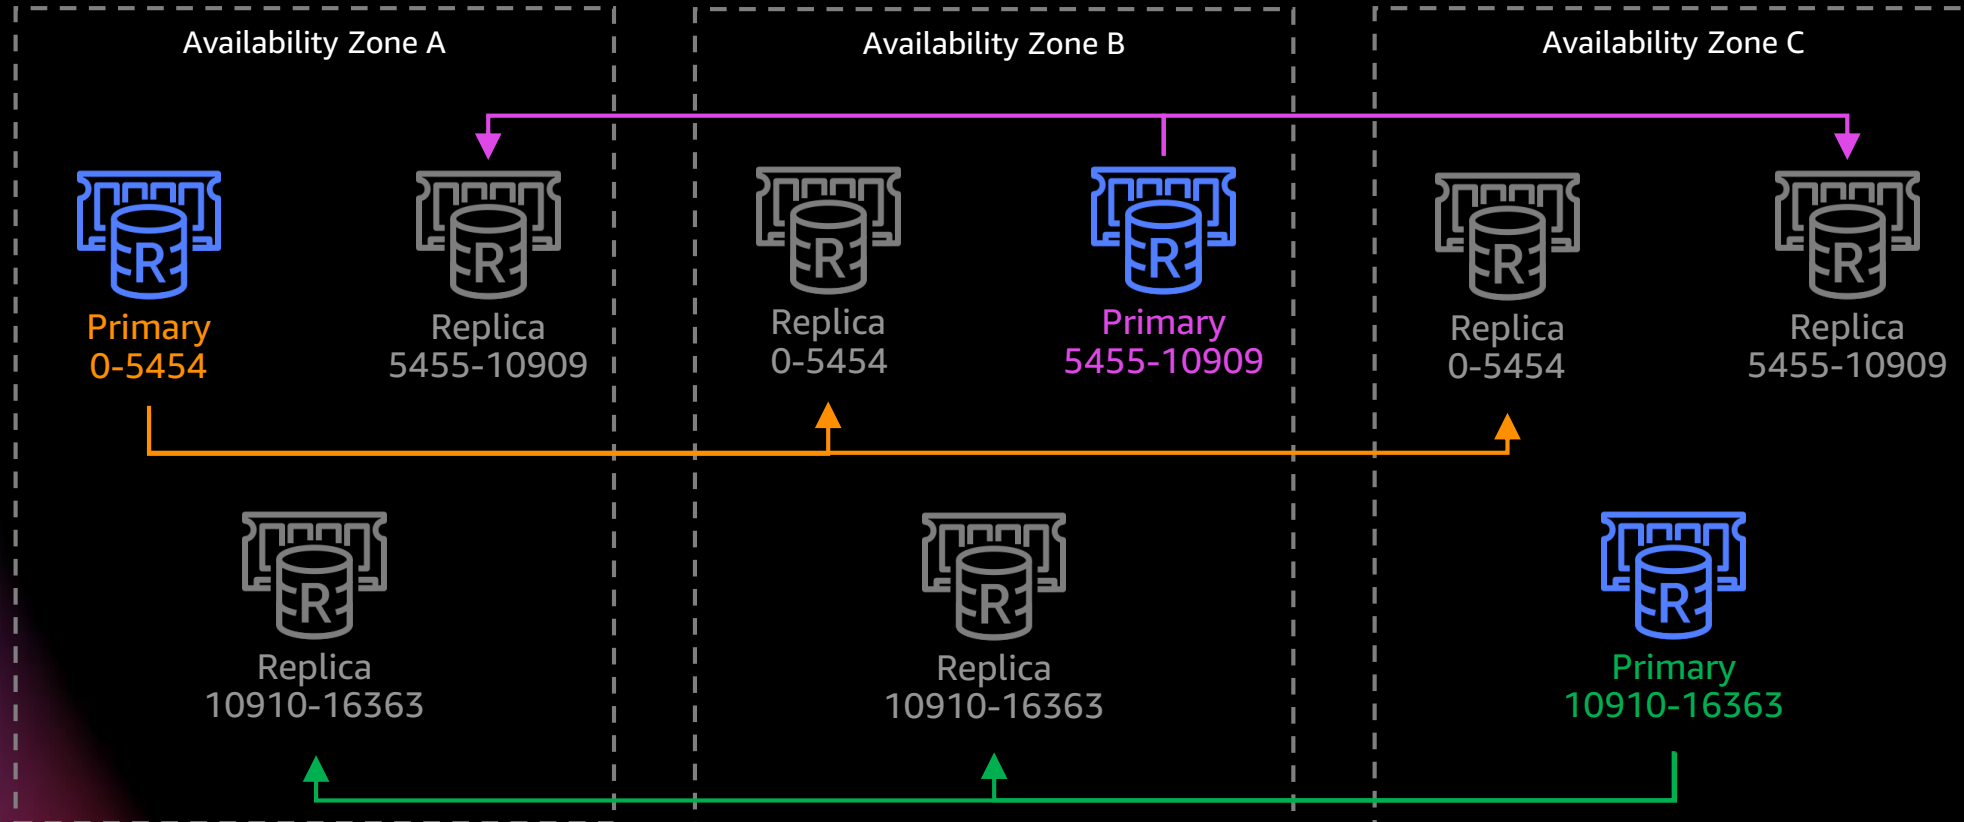 Availability Zone A
Availability Zone B
Availability Zone C
R
R
R
R
R
R
Primary
0-5454
Replica
5455-10909
Replica
0-5454
Primary
5455-10909
Replica
0-5454
Replica
5455-10909
R
R
R
Replica
10910-16363
Replica
10910-16363
Primary
10910-16363